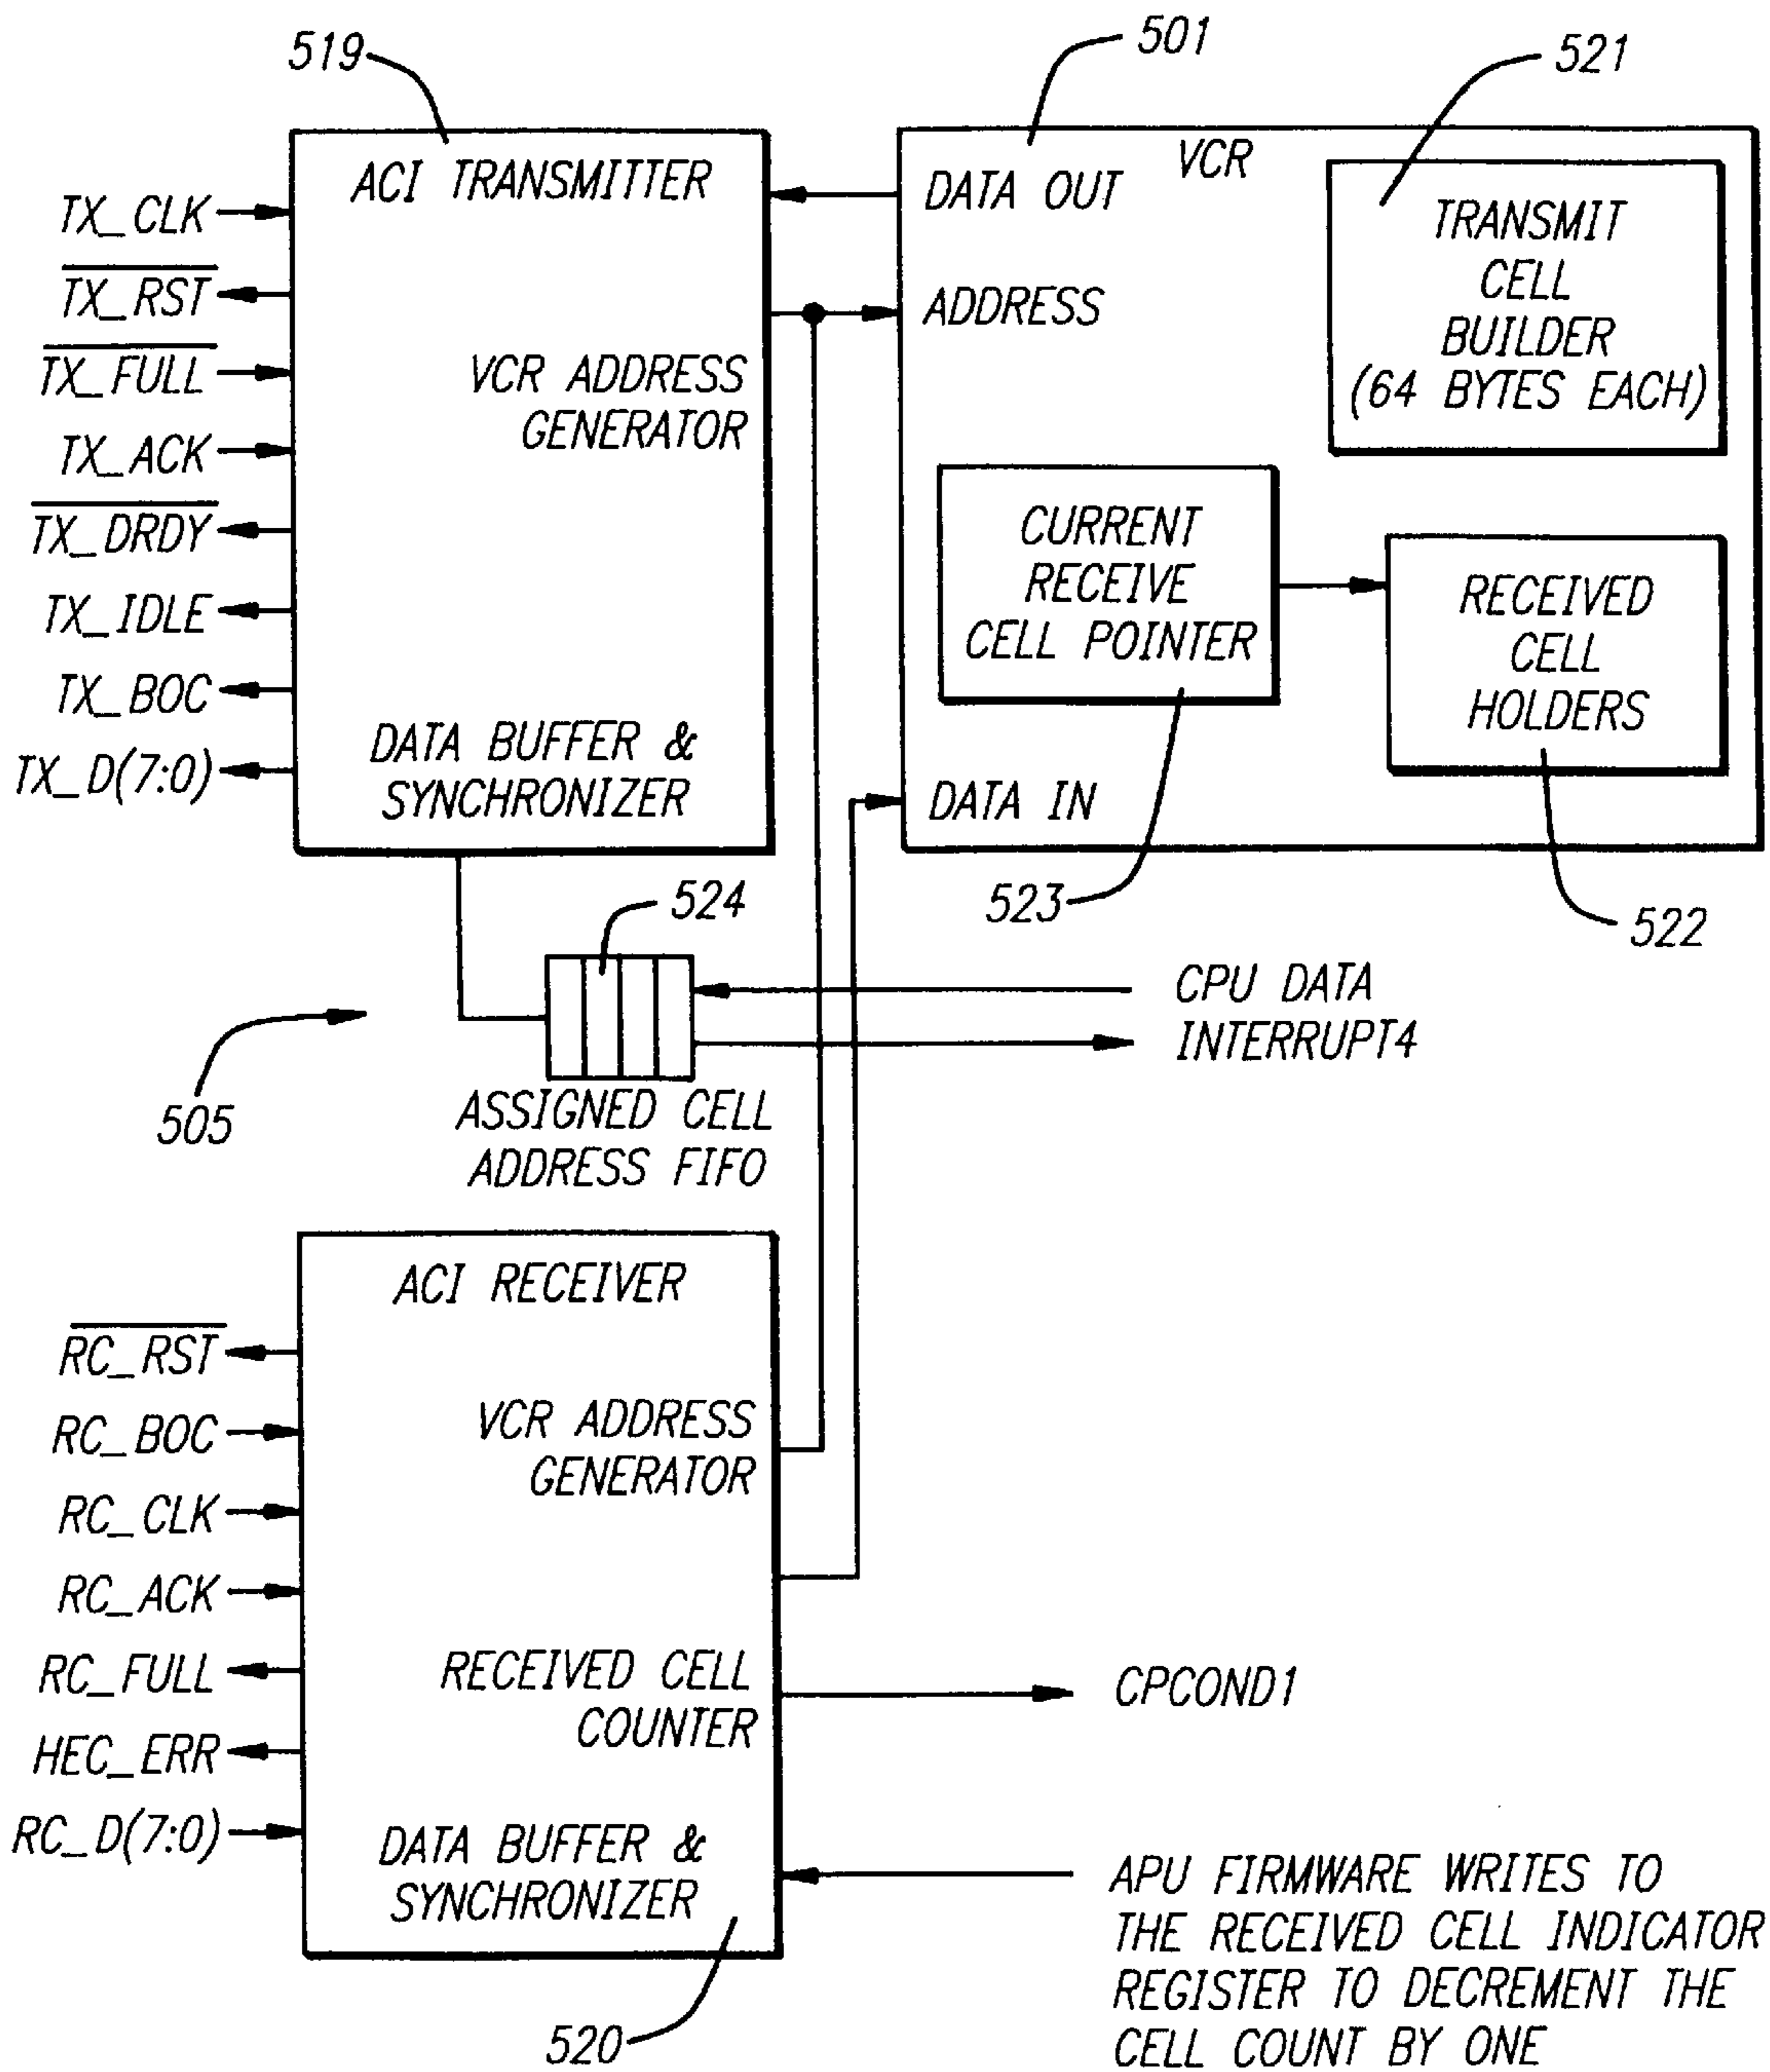 519
501
521
ACI TRANSMITTER
TX_CLK
TX_RST
TX_FULL
TX_ACK
TX_DRDY
TX_IDLE
TX_BOC
TX_D(7:0)
VCR ADDRESS
GENERATOR
DATA BUFFER &
SYNCHRONIZER
VCR
DATA OUT
ADDRESS
DATA IN
TRANSMIT
CELL
BUILDER
(64 BYTES EACH)
CURRENT
RECEIVE
CELL POINTER
RECEIVED
CELL
HOLDERS
523
522
524
CPU DATA
INTERRUPT4
505
ASSIGNED CELL
ADDRESS FIFO
ACI RECEIVER
RC_RST
RC_BOC
RC_CLK
RC_ACK
RC_FULL
HEC_ERR
RC_D(7:0)
VCR ADDRESS
GENERATOR
RECEIVED CELL
COUNTER
DATA BUFFER &
SYNCHRONIZER
CPCOND1
APU FIRMWARE WRITES TO
THE RECEIVED CELL INDICATOR
REGISTER TO DECREMENT THE
CELL COUNT BY ONE
520